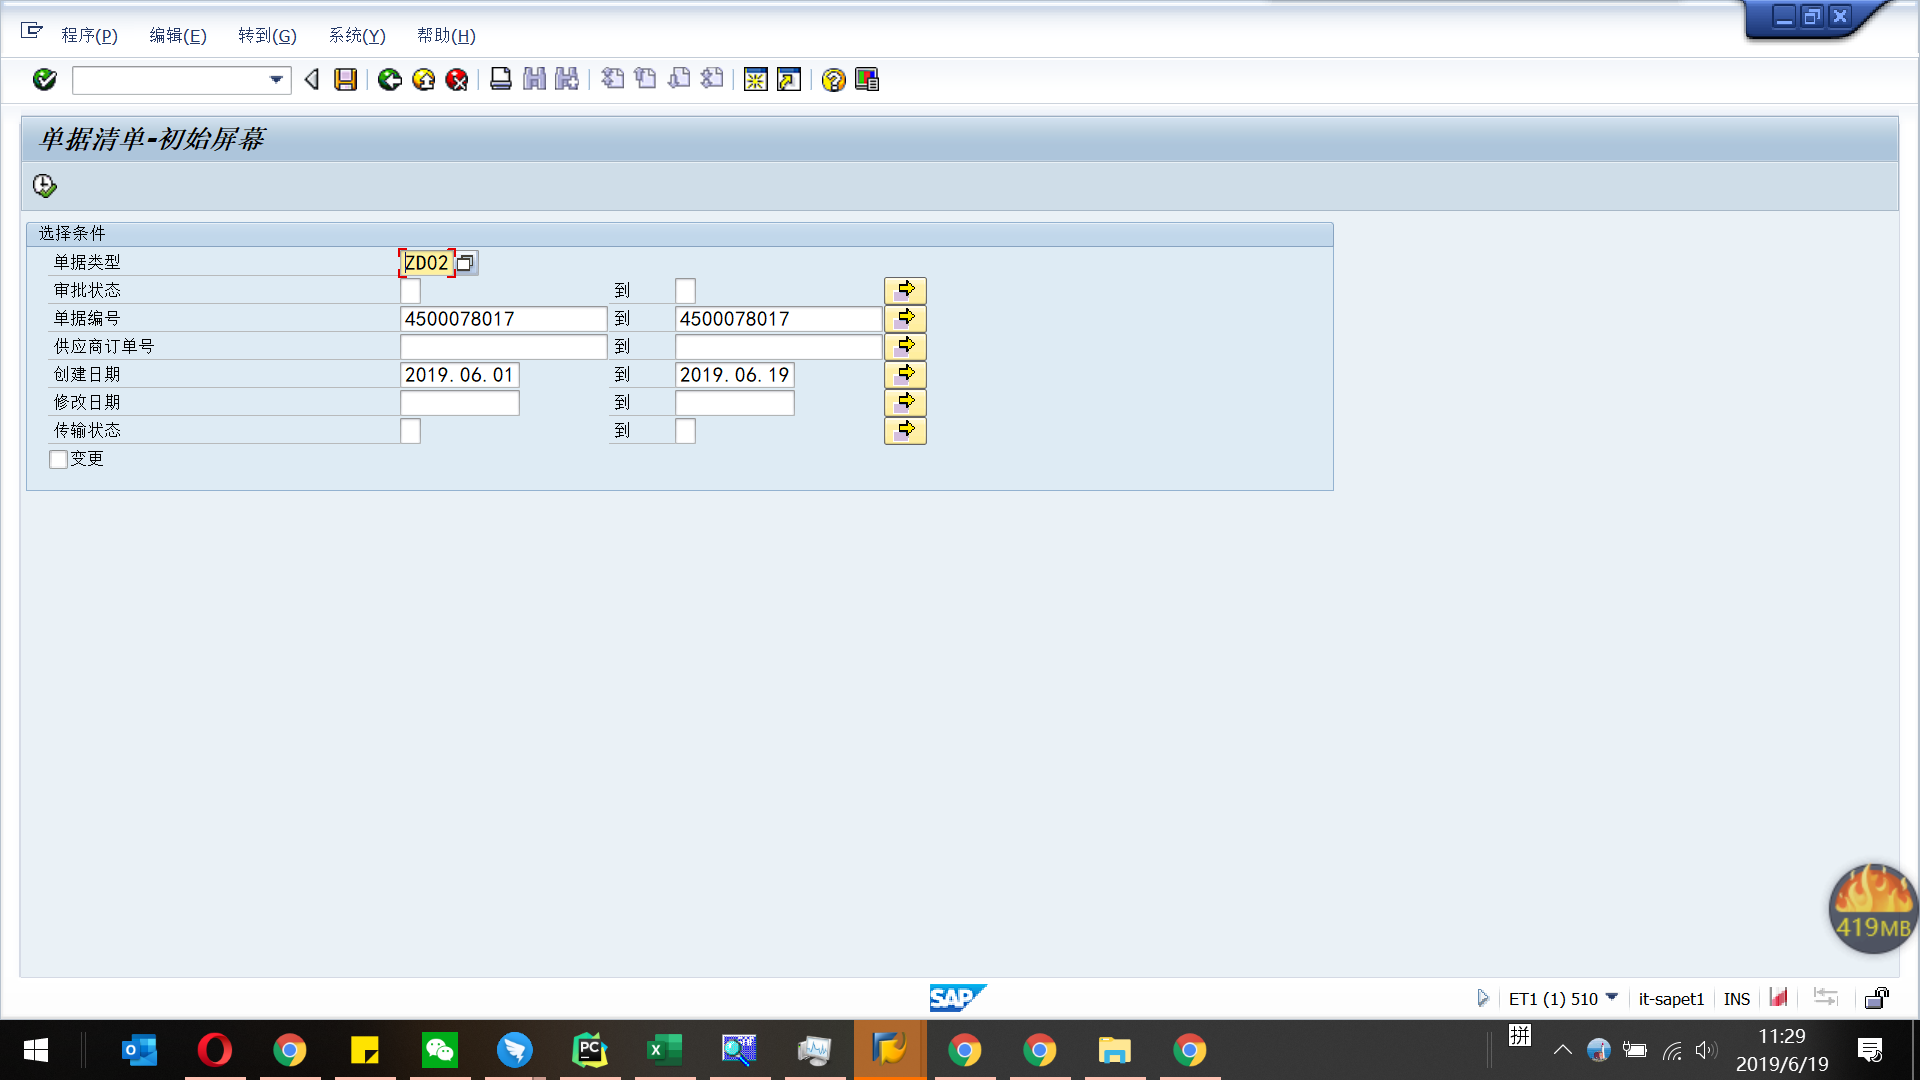 程序(P) 编辑(E) 转到(G) 系统(Y) 帮助(H)
单据清单-初始屏幕
选择条件
单据类型 ZD02
审批状态 到
单据编号 4500078017 到 4500078017
供应商订单号 到
创建日期 2019.06.01 到 2019.06.19
修改日期 到
传输状态 到
变更
419MB
SAP ET1 (1) 510 it-sapet1 INS
拼
11:29
2019/6/19